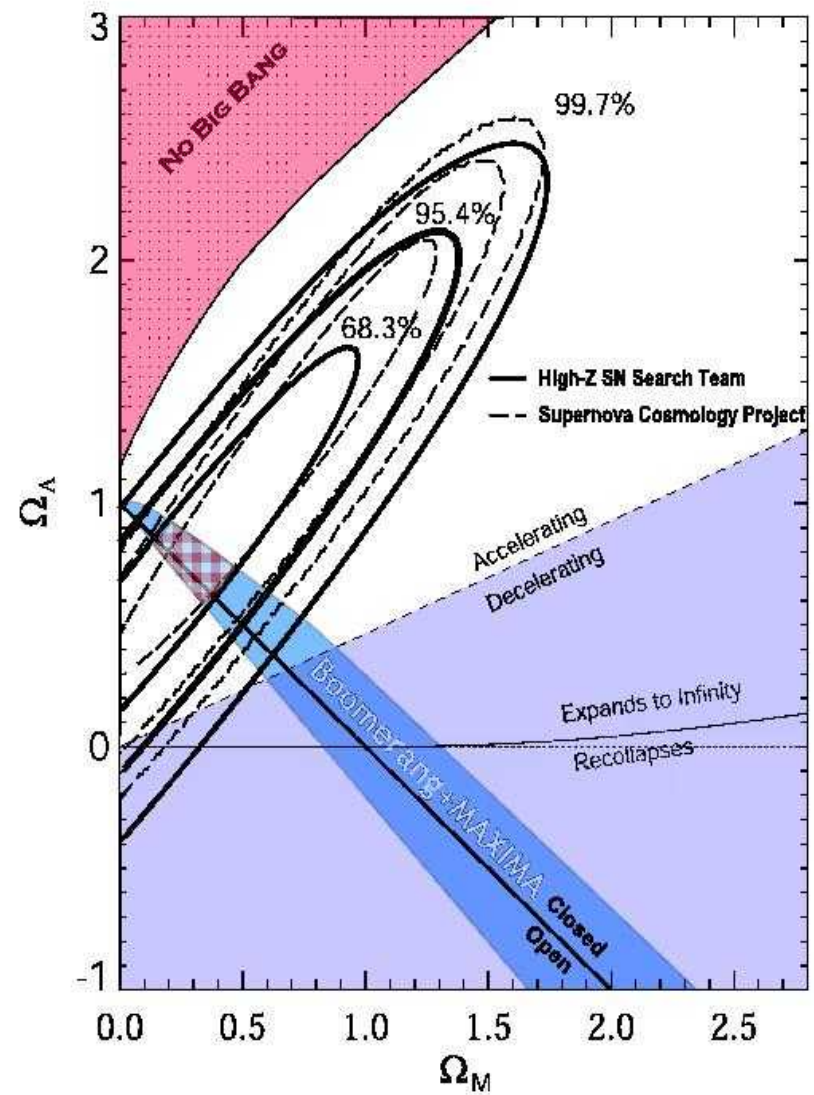 3
NO BIG BANG
99.7%
95.4%
2
68.3%
High-Z SN Search Team
Supernova Cosmology Project
Ω_Λ
1
Accelerating
Decelerating
Expands to Infinity
0
Recollapses
Boomerang+MAXIMA
Closed
Open
-1
0.0 0.5 1.0 1.5 2.0 2.5
Ω_M